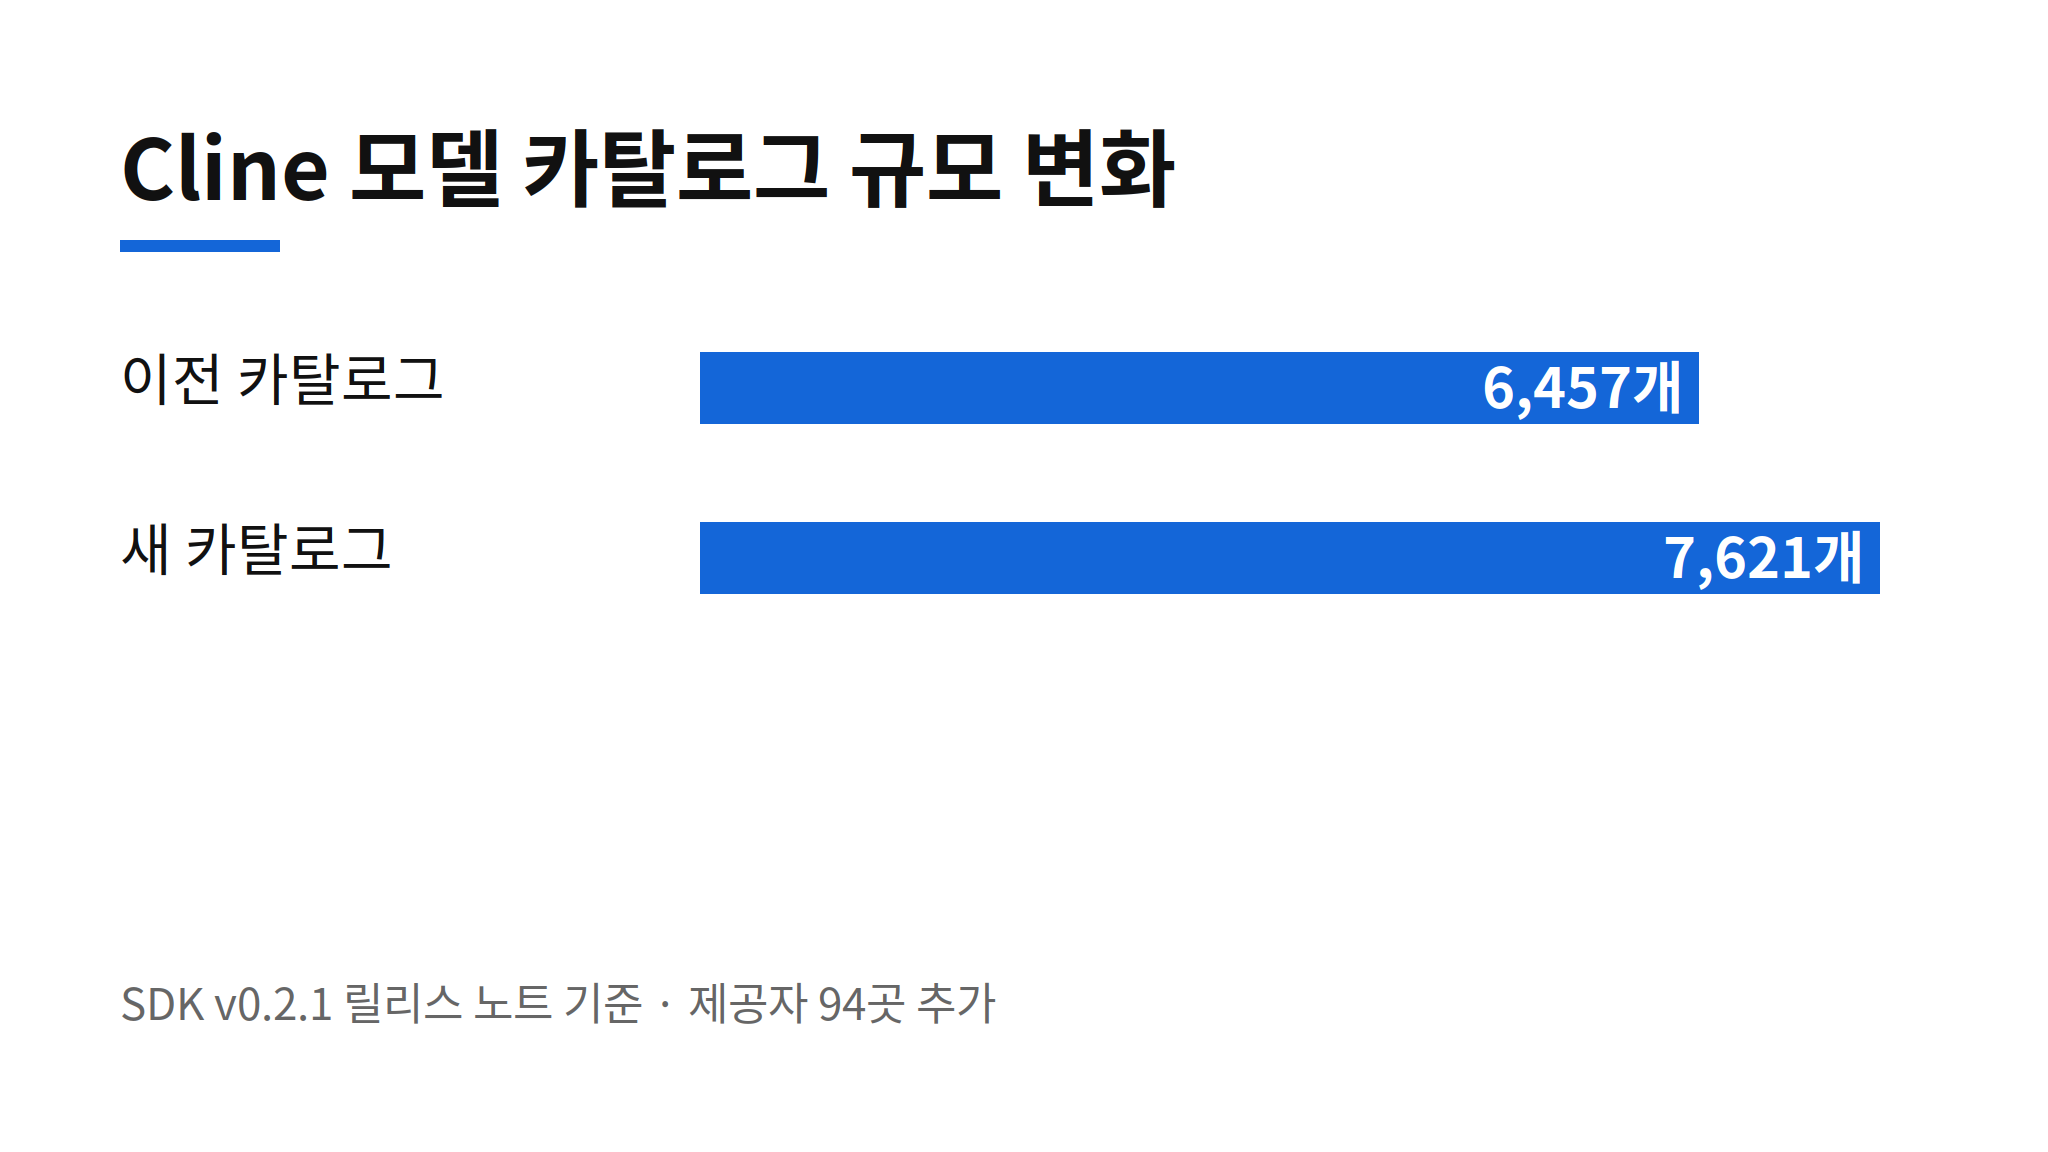 Cline 모델 카탈로그 규모 변화
이전 카탈로그 6,457개
새 카탈로그 7,621개
SDK v0.2.1 릴리스 노트 기준 · 제공자 94곳 추가